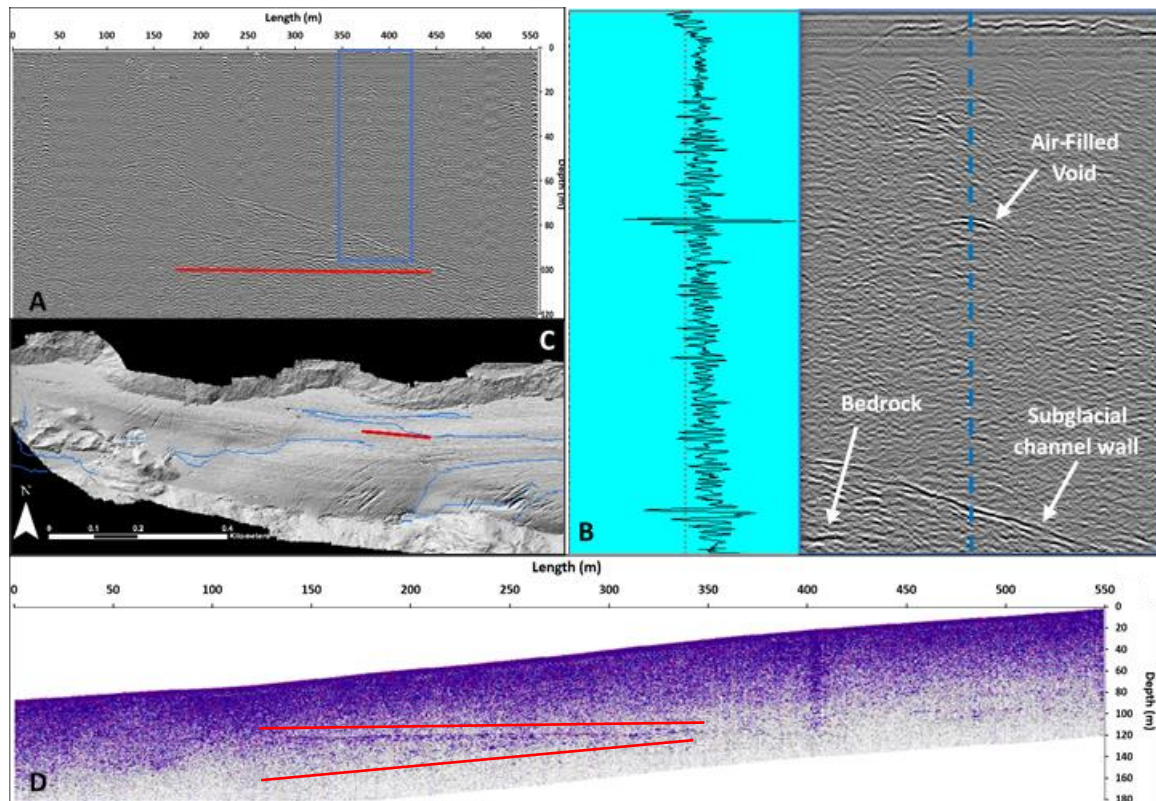 Length (m)
0 50 100 150 200 250 300 350 400 450 500 550
0
20
40
60
80
100
120
Depth (m)
A
C
N
0 0.1 0.2 0.4
Kilometers
Air-Filled
Void
Bedrock
Subglacial
channel wall
B
Length (m)
0 50 100 150 200 250 300 350 400 450 500 550
0
20
40
60
80
100
120
140
160
180
Depth (m)
D